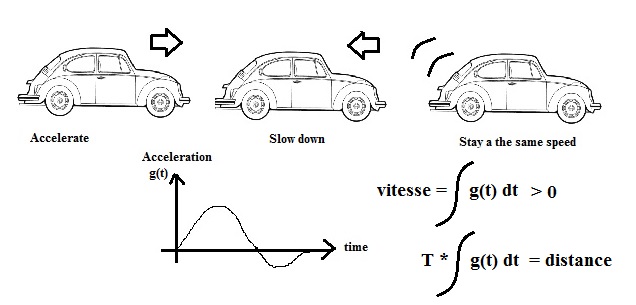 Accelerate
Slow down
Stay a the same speed
Acceleration
g(t)
time
vitesse = ∫ g(t) dt > 0
T * ∫ g(t) dt = distance